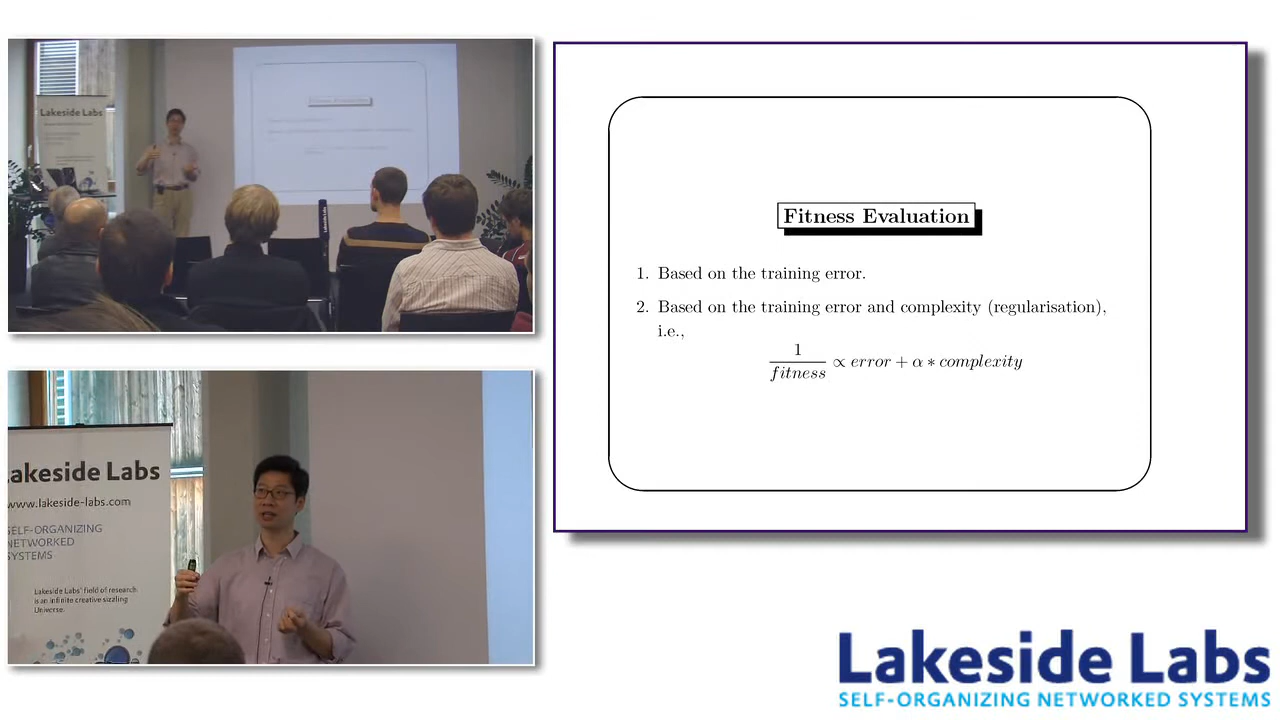 Lakeside Labs
Fitness Evaluation
1. Based on the training error.
2. Based on the training error and complexity (regularisation),
i.e.,
1
fitness ∝ error + α ∗ complexity
akeside Labs
www.lakeside-labs.com
SELF-ORGANIZING
NETWORKED
SYSTEMS
Lakeside Labs' field of research
is an infinite creative sizzling
Universe.
Lakeside Labs
SELF-ORGANIZING NETWORKED SYSTEMS